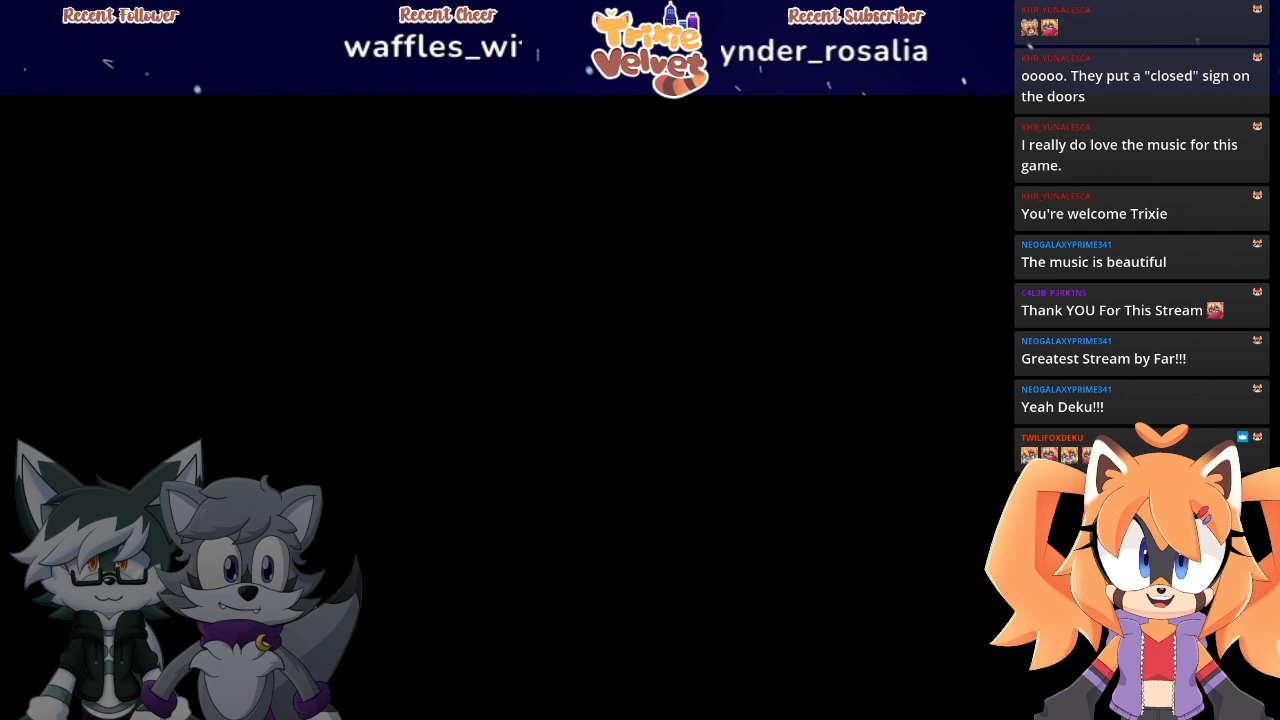 Recent Follower
Recent Cheer
waffles_wi
Trixie
Velvet
Recent Subscriber
ynder_rosalia
KHR_YUNALESCA
KHR_YUNALESCA
ooooo. They put a "closed" sign on
the doors
KHR_YUNALESCA
I really do love the music for this
game.
KHR_YUNALESCA
You're welcome Trixie
NEOGALAXYPRIME341
The music is beautiful
C4L3B_P3RK1NS
Thank YOU For This Stream
NEOGALAXYPRIME341
Greatest Stream by Far!!!
NEOGALAXYPRIME341
Yeah Deku!!!
TWILIFOXDEKU